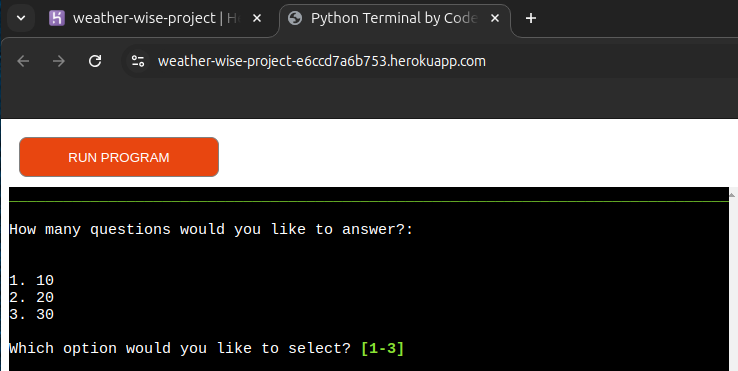 weather-wise-project | H
Python Terminal by Code
weather-wise-project-e6ccd7a6b753.herokuapp.com
RUN PROGRAM
How many questions would you like to answer?:
1. 10
2. 20
3. 30
Which option would you like to select? [1-3]